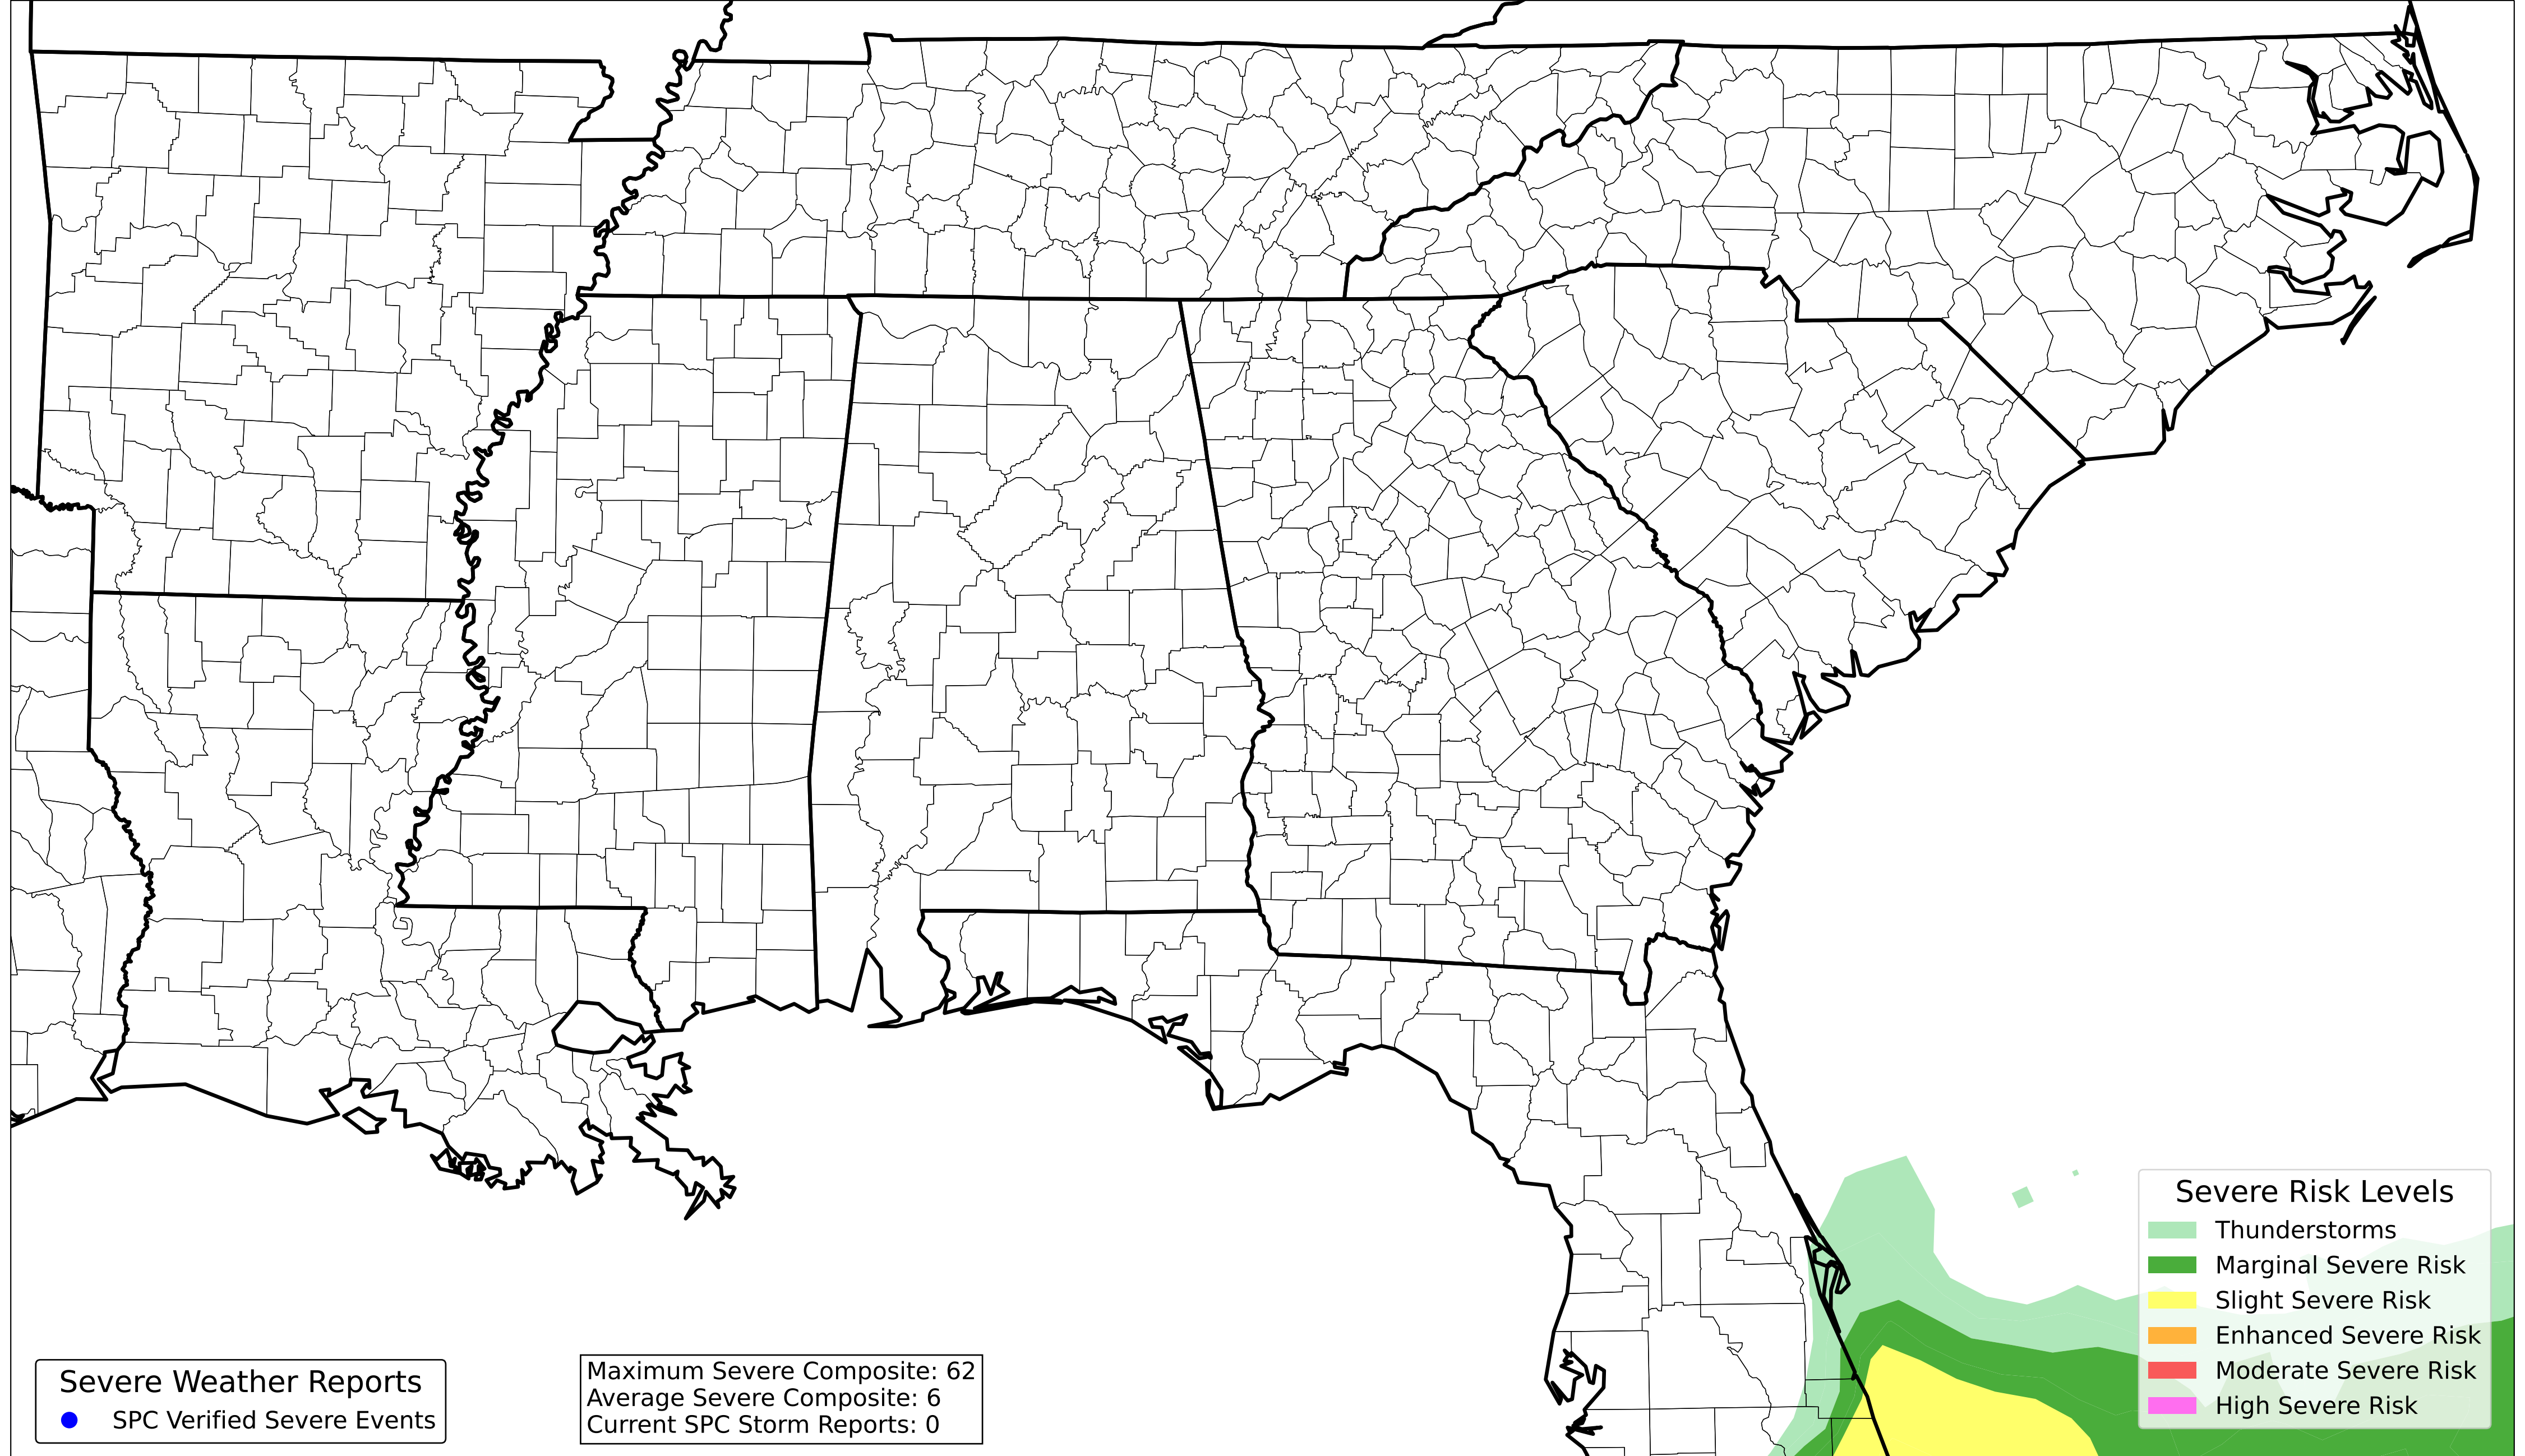 Severe Risk Levels
Thunderstorms
Marginal Severe Risk
Slight Severe Risk
Enhanced Severe Risk
Moderate Severe Risk
High Severe Risk
Severe Weather Reports
SPC Verified Severe Events
Maximum Severe Composite: 62
Average Severe Composite: 6
Current SPC Storm Reports: 0